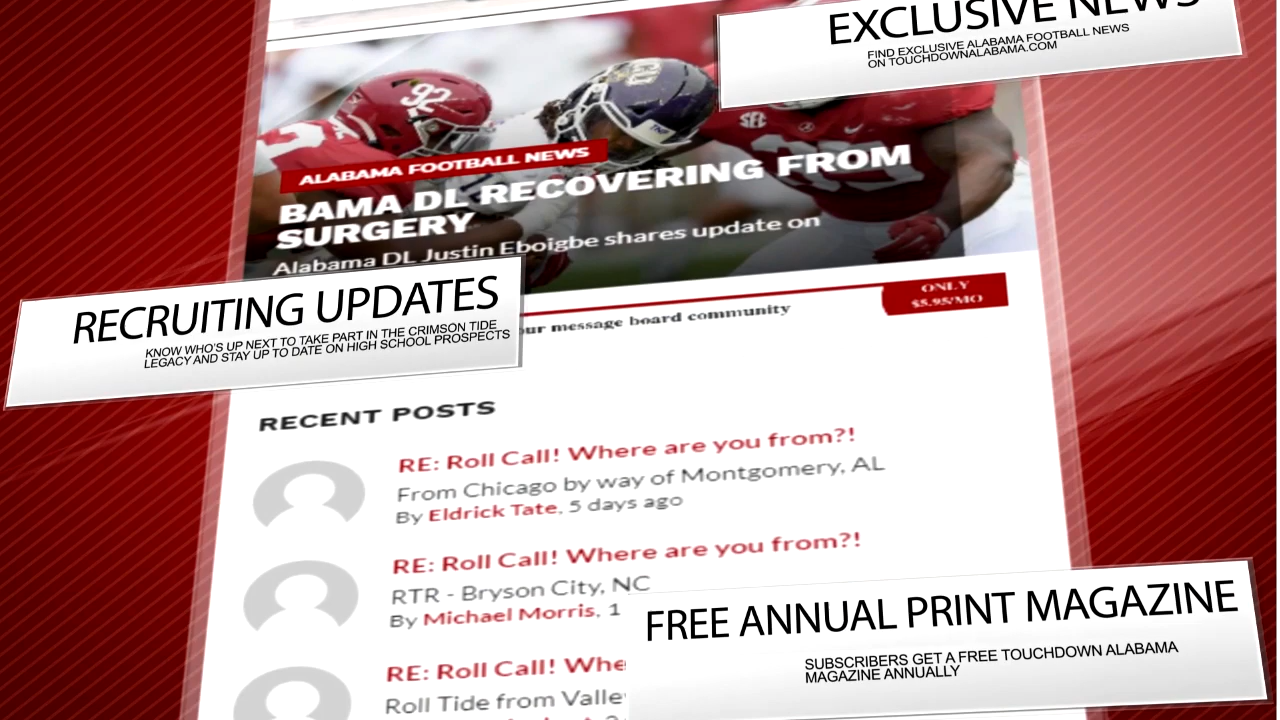 EXCLUSIVE NEWS
FIND EXCLUSIVE ALABAMA FOOTBALL NEWS
ON TOUCHDOWNALABAMA.COM
92
TCU
SEC
ALABAMA FOOTBALL NEWS
BAMA DL RECOVERING FROM
SURGERY
Alabama DL Justin Eboigbe shares update on
RECRUITING UPDATES
KNOW WHO'S UP NEXT TO TAKE PART IN THE CRIMSON TIDE
LEGACY AND STAY UP TO DATE ON HIGH SCHOOL PROSPECTS
message board community
ONLY
$5.95/MO
RECENT POSTS
RE: Roll Call! Where are you from?!
From Chicago by way of Montgomery, AL
By Eldrick Tate, 5 days ago
RE: Roll Call! Where are you from?!
RTR - Bryson City, NC
By Michael Morris, 1
RE: Roll Call!
Roll Tide from
FREE ANNUAL PRINT MAGAZINE
SUBSCRIBERS GET A FREE TOUCHDOWN ALABAMA
MAGAZINE ANNUALLY